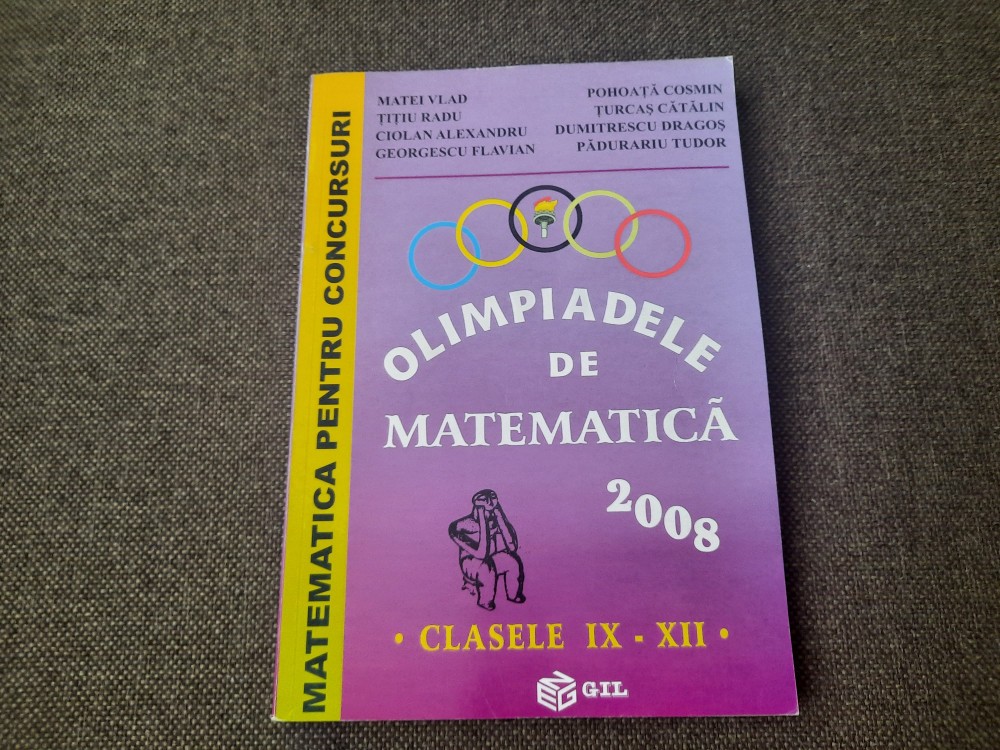 MATEI VLAD
ȚIȚIU RADU
CIOLAN ALEXANDRU
GEORGESCU FLAVIAN
POHOAȚĂ COSMIN
ȚURCAȘ CĂTĂLIN
DUMITRESCU DRAGOȘ
PĂDURARIU TUDOR
MATEMATICA PENTRU CONCURSURI
OLIMPIADELE
DE
MATEMATICĂ
2008
• CLASELE IX - XII •
GIL